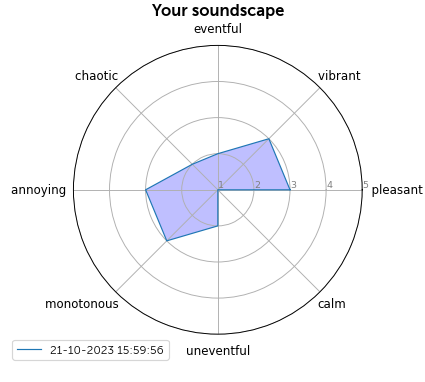 Your soundscape
eventful
chaotic
vibrant
annoying
1 2 3 4 5
pleasant
monotonous
calm
21-10-2023 15:59:56
uneventful